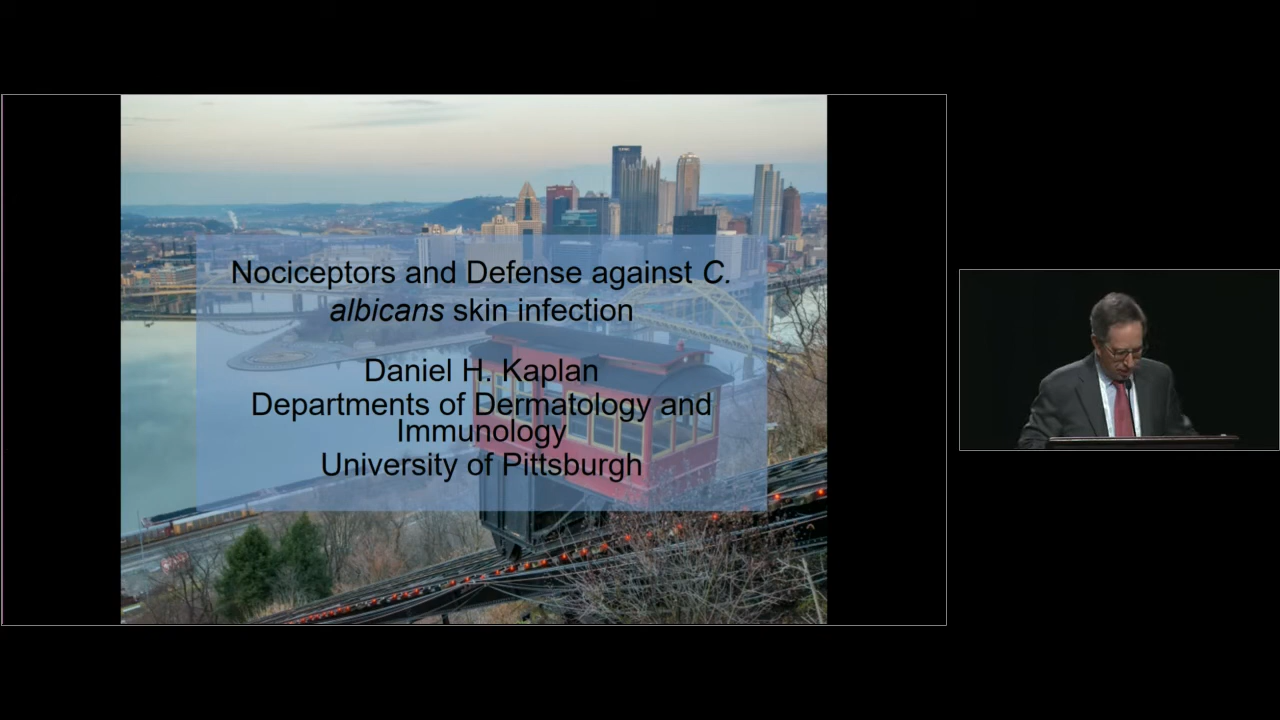 Nociceptors and Defense against C.
albicans skin infection
Daniel H. Kaplan
Departments of Dermatology and
Immunology
University of Pittsburgh